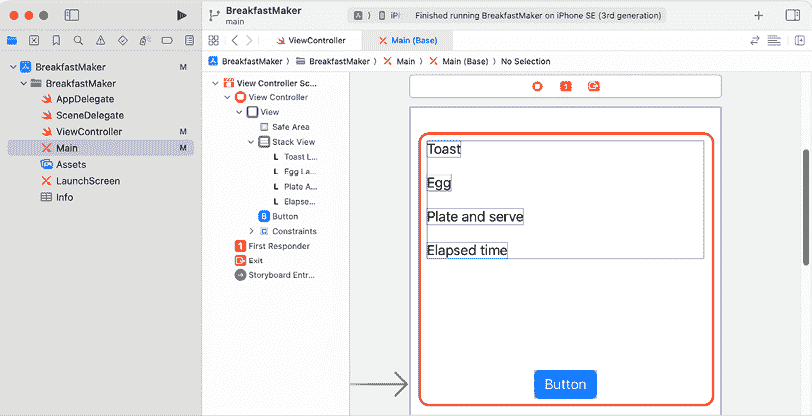 BreakfastMaker
main
iPh
Finished running BreakfastMaker on iPhone SE (3rd generation)
ViewController
Main (Base)
BreakfastMaker 〉 BreakfastMaker 〉 Main 〉 Main (Base) 〉 No Selection
BreakfastMaker M
BreakfastMaker
AppDelegate
SceneDelegate
ViewController M
Main M
Assets
LaunchScreen
Info
View Controller Sc...
View Controller
View
Safe Area
Stack View
L Toast L...
L Egg La...
L Plate A...
L Elapse...
B Button
Constraints
1 First Responder
Exit
Storyboard Entr...
1
Toast
Egg
Plate and serve
Elapsed time
Button